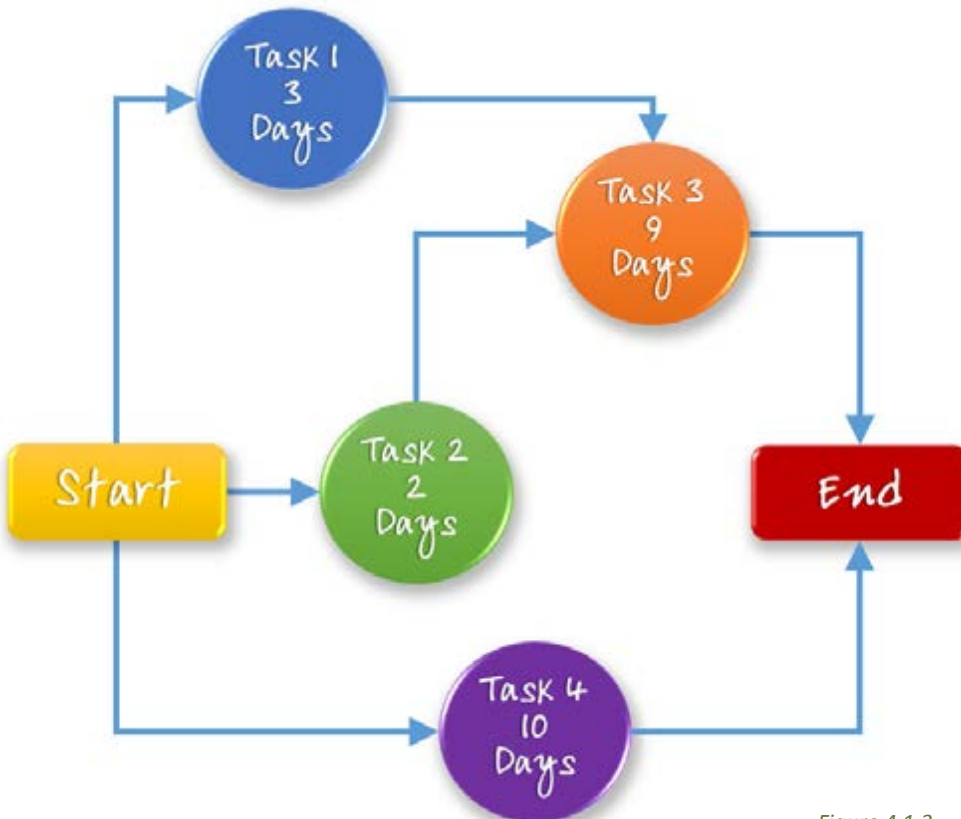 Task 1
3
Days
Task 3
9
Days
Start
Task 2
2
Days
End
Task 4
10
Days